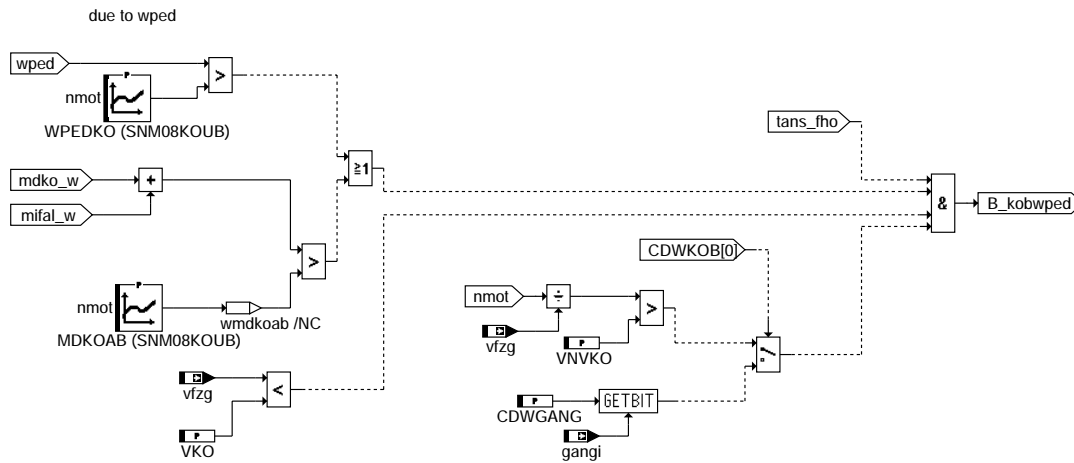 due to wped
wped
>
P
nmot
WPEDKO (SNM08KOUB)
tans_fho
mdko_w
+
≥1
mifal_w
&
B_kobwped
>
CDWKOB[0]
P
nmot
MDKOAB (SNM08KOUB)
wmdkoab /NC
nmot
÷
>
vfzg
P
VNVKO
vfzg
<
P
VKO
P
CDWGANG
GETBIT
gangi